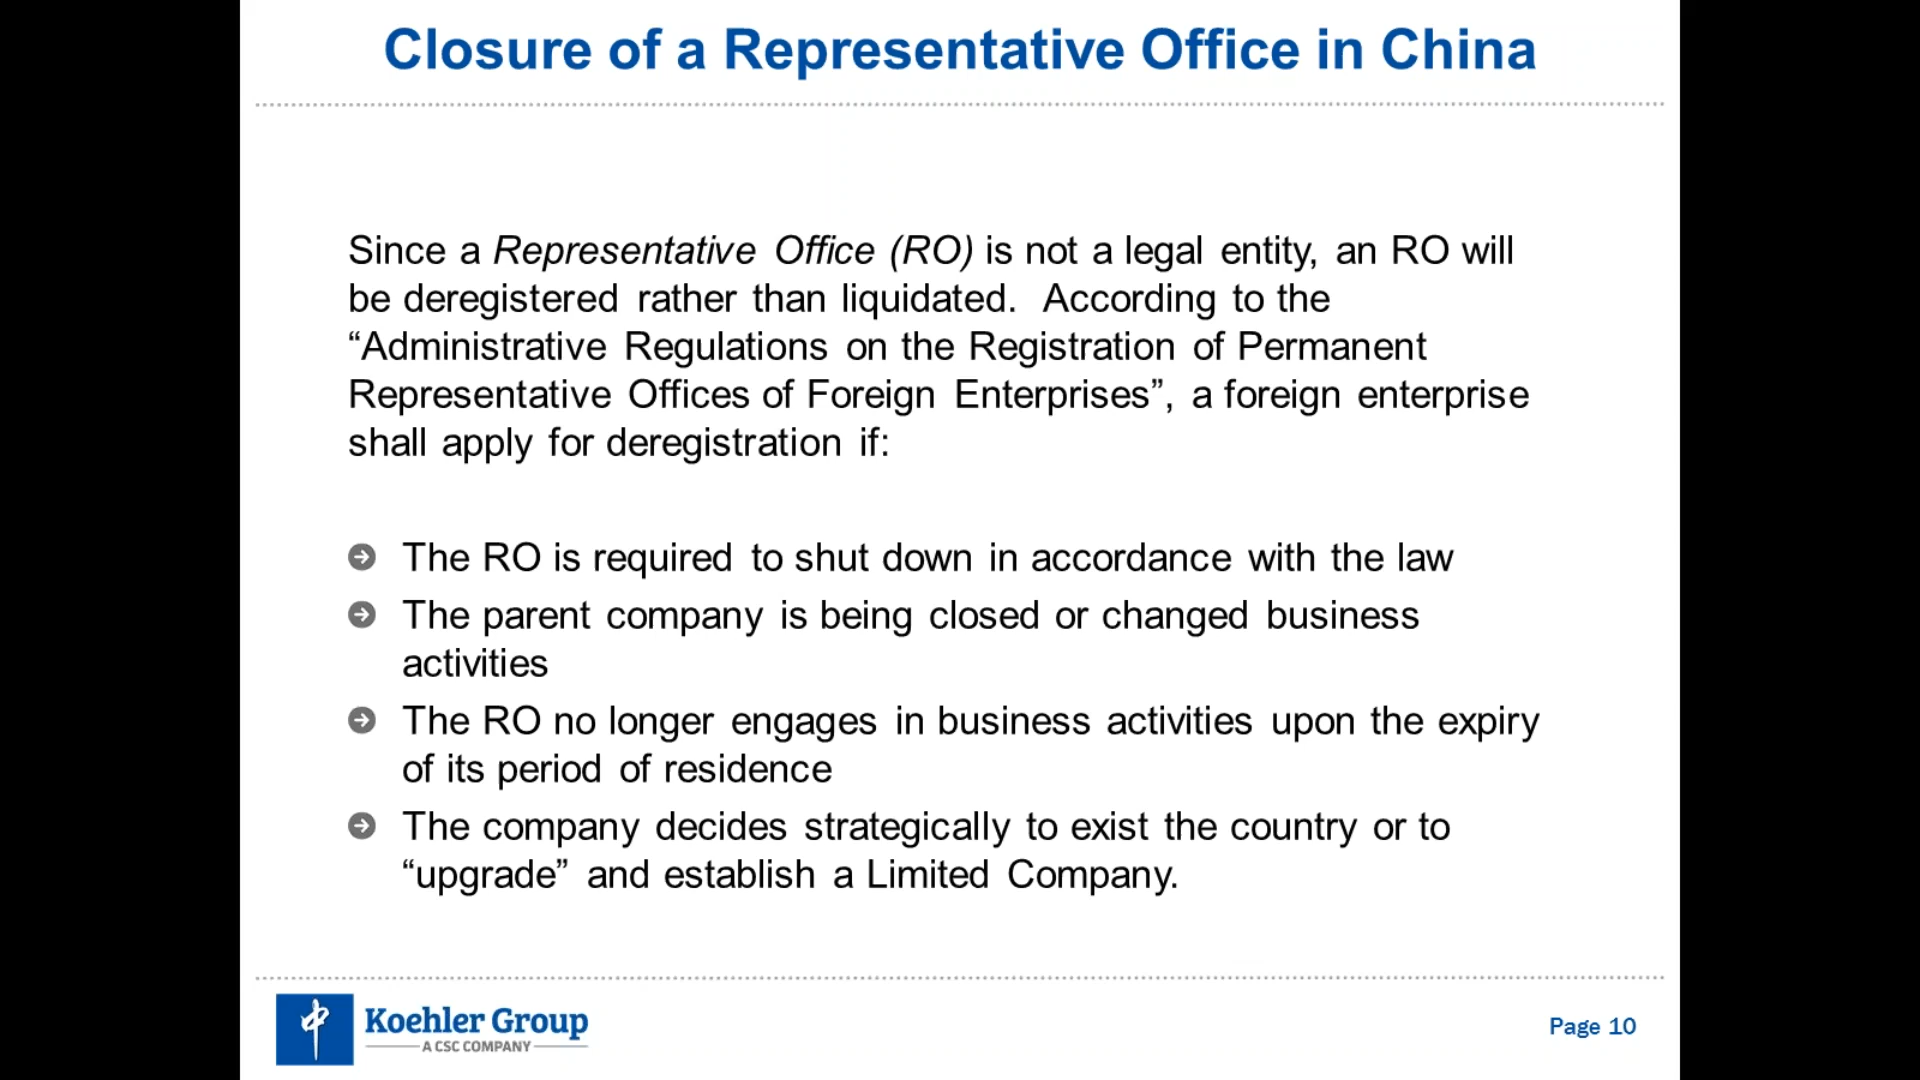 Closure of a Representative Office in China
Since a Representative Office (RO) is not a legal entity, an RO will
be deregistered rather than liquidated. According to the
“Administrative Regulations on the Registration of Permanent
Representative Offices of Foreign Enterprises”, a foreign enterprise
shall apply for deregistration if:
The RO is required to shut down in accordance with the law
The parent company is being closed or changed business
activities
The RO no longer engages in business activities upon the expiry
of its period of residence
The company decides strategically to exist the country or to
“upgrade” and establish a Limited Company.
Koehler Group
A CSC COMPANY
Page 10